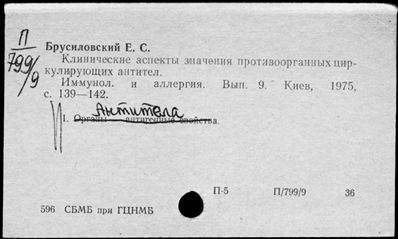 П
799/9
Брусиловский Е. С.
Клинические аспекты значения противоорганных цир-
кулирующих антител.
Иммунол. и аллергия. Вып. 9. Киев, 1975,
с. 139—142.
Антитела
1. Органы антигенные свойства.
П-5 П/799/9 36
596 СБМБ при ГЦНМБ